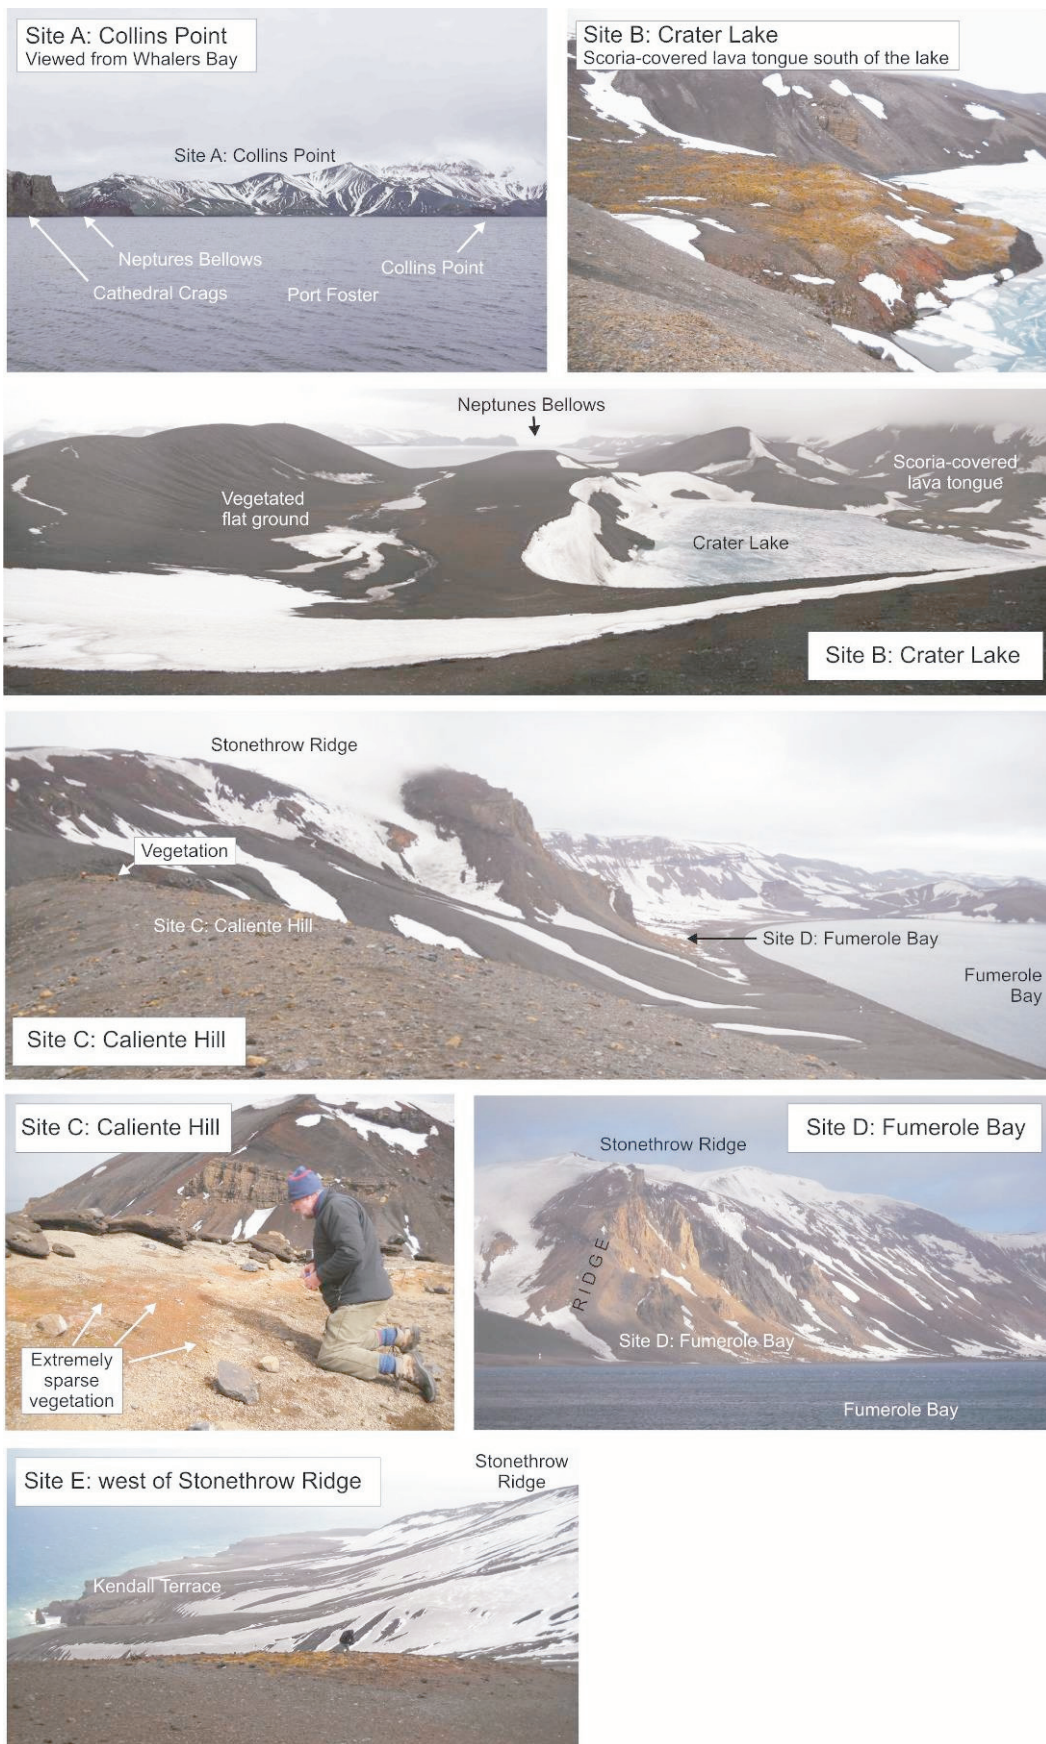 Site A: Collins Point
Viewed from Whalers Bay
Site A: Collins Point
Neptures Bellows
Collins Point
Cathedral Crags
Port Foster
Site B: Crater Lake
Scoria-covered lava tongue south of the lake
Neptunes Bellows
Scoria-covered
lava tongue
Vegetated
flat ground
Crater Lake
Site B: Crater Lake
Stonethrow Ridge
Vegetation
Site C: Caliente Hill
Site D: Fumerole Bay
Fumerole
Bay
Site C: Caliente Hill
Site C: Caliente Hill
Extremely
sparse
vegetation
Site D: Fumerole Bay
Stonethrow Ridge
RIDGE
Site D: Fumerole Bay
Fumerole Bay
Site E: west of Stonethrow Ridge
Stonethrow
Ridge
Kendall Terrace